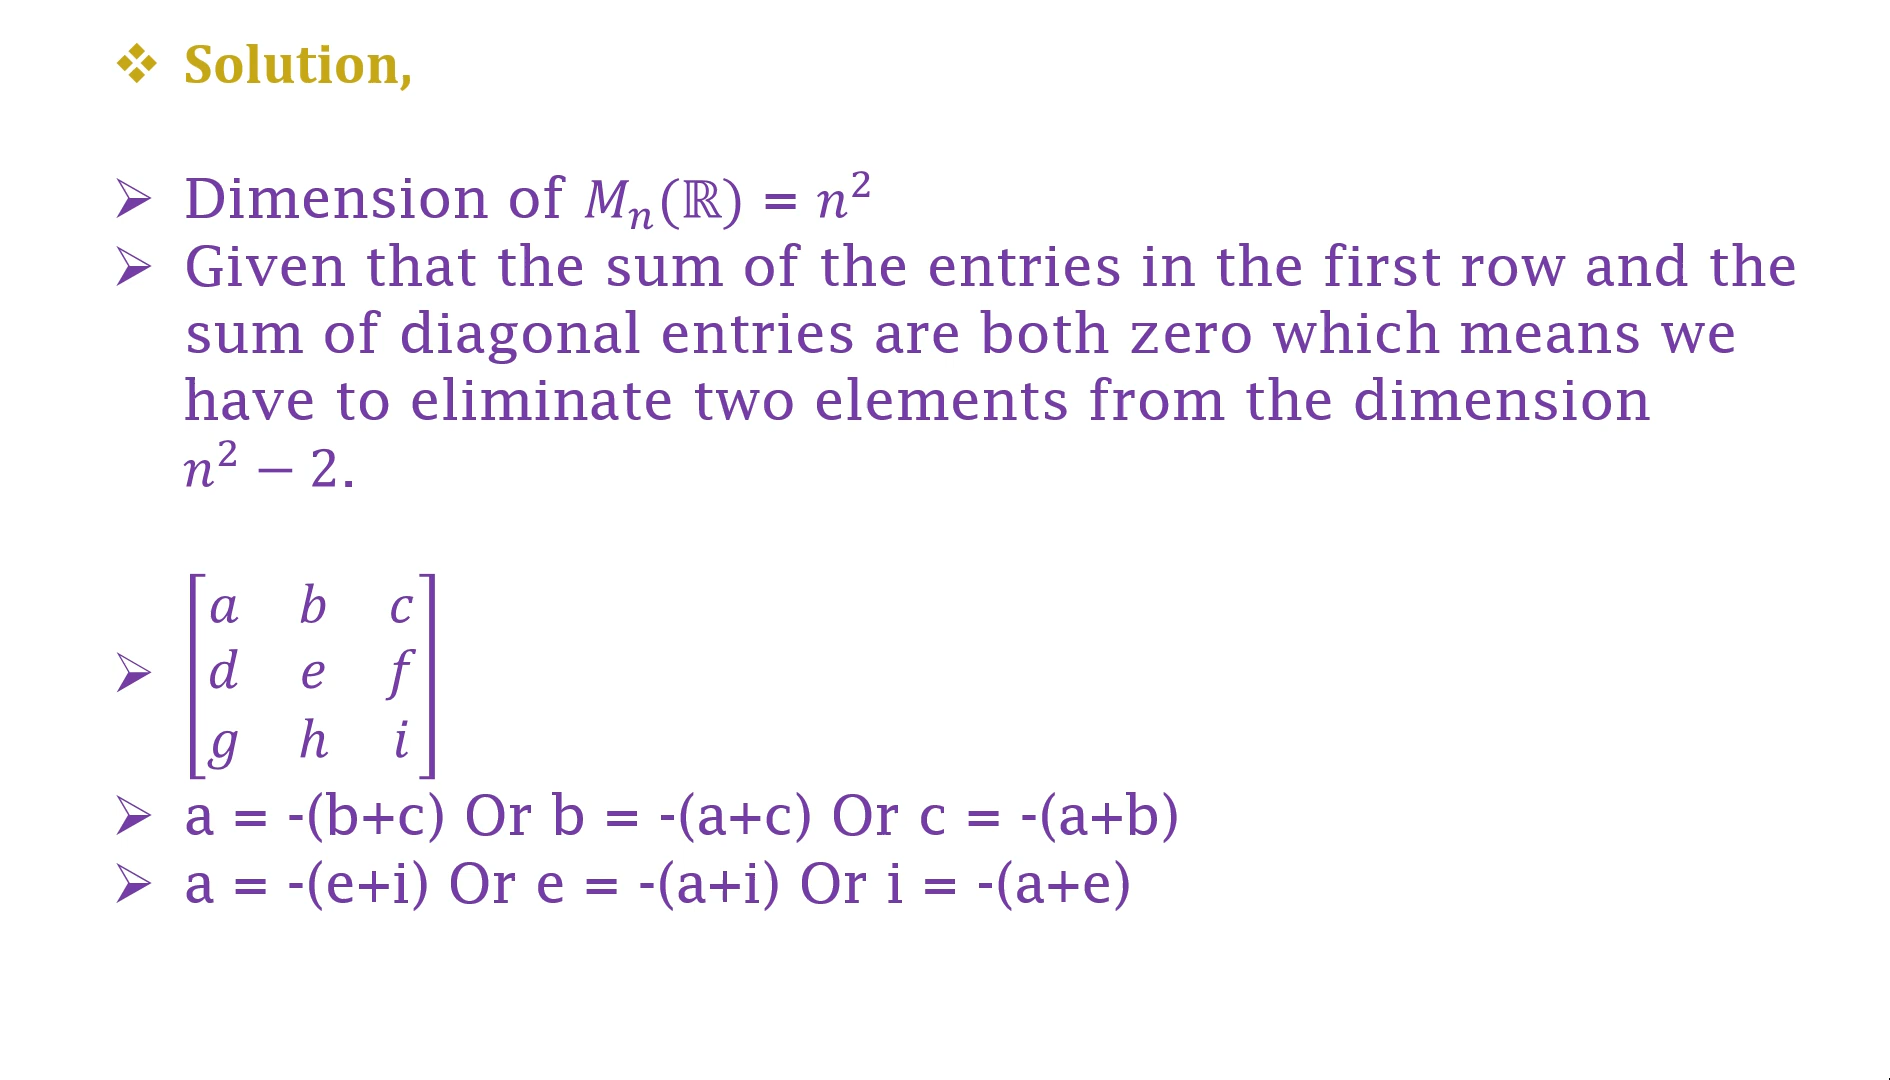 ❖ Solution,
➢ Dimension of 𝑀ₙ(ℝ) = 𝑛²
➢ Given that the sum of the entries in the first row and the
sum of diagonal entries are both zero which means we
have to eliminate two elements from the dimension
𝑛² − 2.
a b c
➢ d e f
g h i
➢ a = -(b+c) Or b = -(a+c) Or c = -(a+b)
➢ a = -(e+i) Or e = -(a+i) Or i = -(a+e)